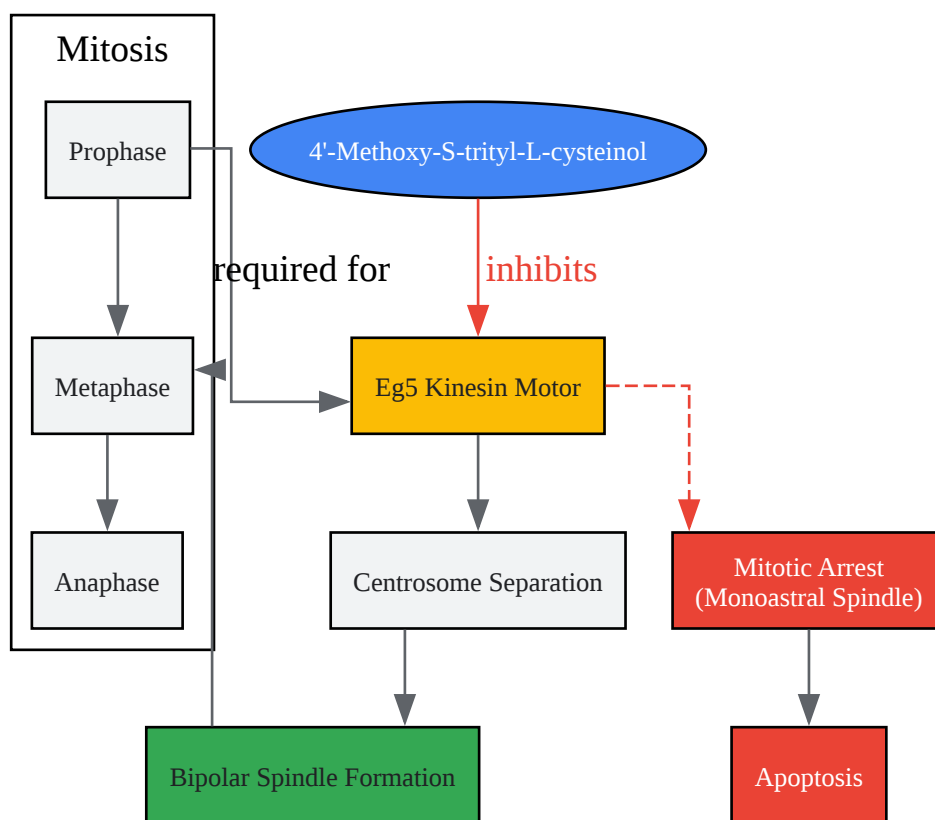 Mitosis
Prophase
4'-Methoxy-S-trityl-L-cysteinol
required for
inhibits
Metaphase
Eg5 Kinesin Motor
Anaphase
Centrosome Separation
Mitotic Arrest
(Monoastral Spindle)
Bipolar Spindle Formation
Apoptosis